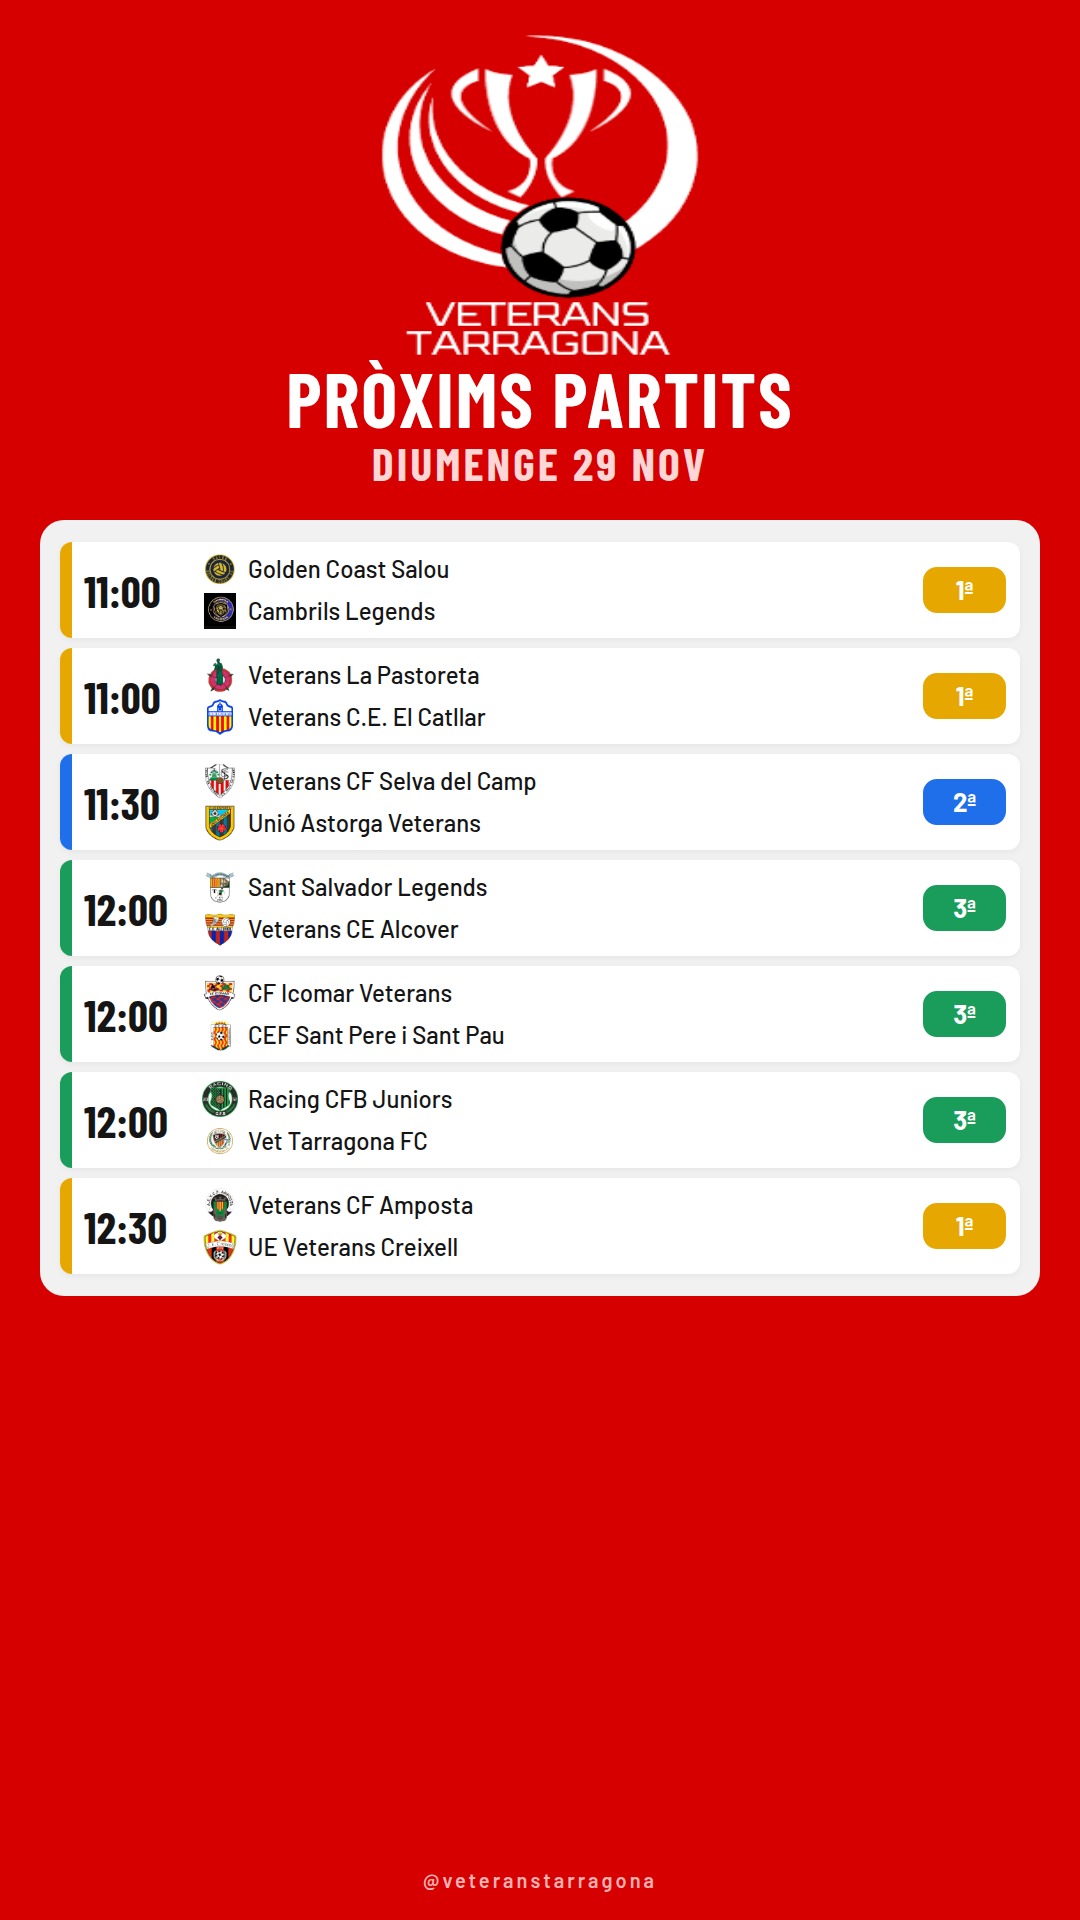 VETERANS
TARRAGONA
PRÒXIMS PARTITS
DIUMENGE 29 NOV
11:00
Golden Coast Salou
Cambrils Legends
1ª
11:00
Veterans La Pastoreta
Veterans C.E. El Catllar
1ª
11:30
Veterans CF Selva del Camp
Unió Astorga Veterans
2ª
12:00
Sant Salvador Legends
Veterans CE Alcover
3ª
12:00
CF Icomar Veterans
CEF Sant Pere i Sant Pau
3ª
12:00
Racing CFB Juniors
Vet Tarragona FC
3ª
12:30
Veterans CF Amposta
UE Veterans Creixell
1ª
@veteranstarragona